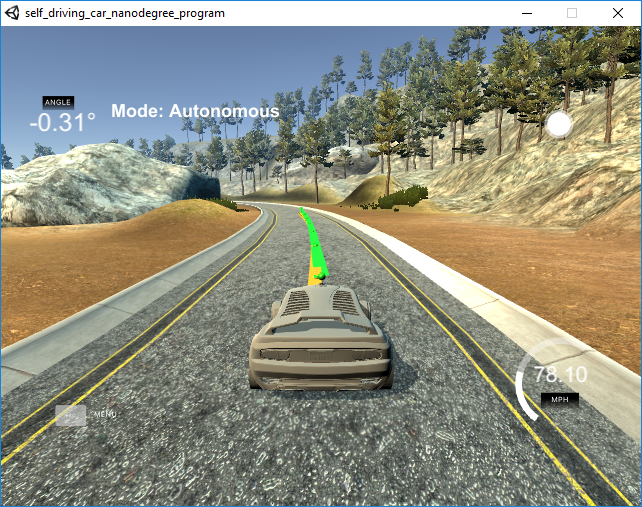 self_driving_car_nanodegree_program
ANGLE
-0.31°
Mode: Autonomous
78.10
MPH
MENU